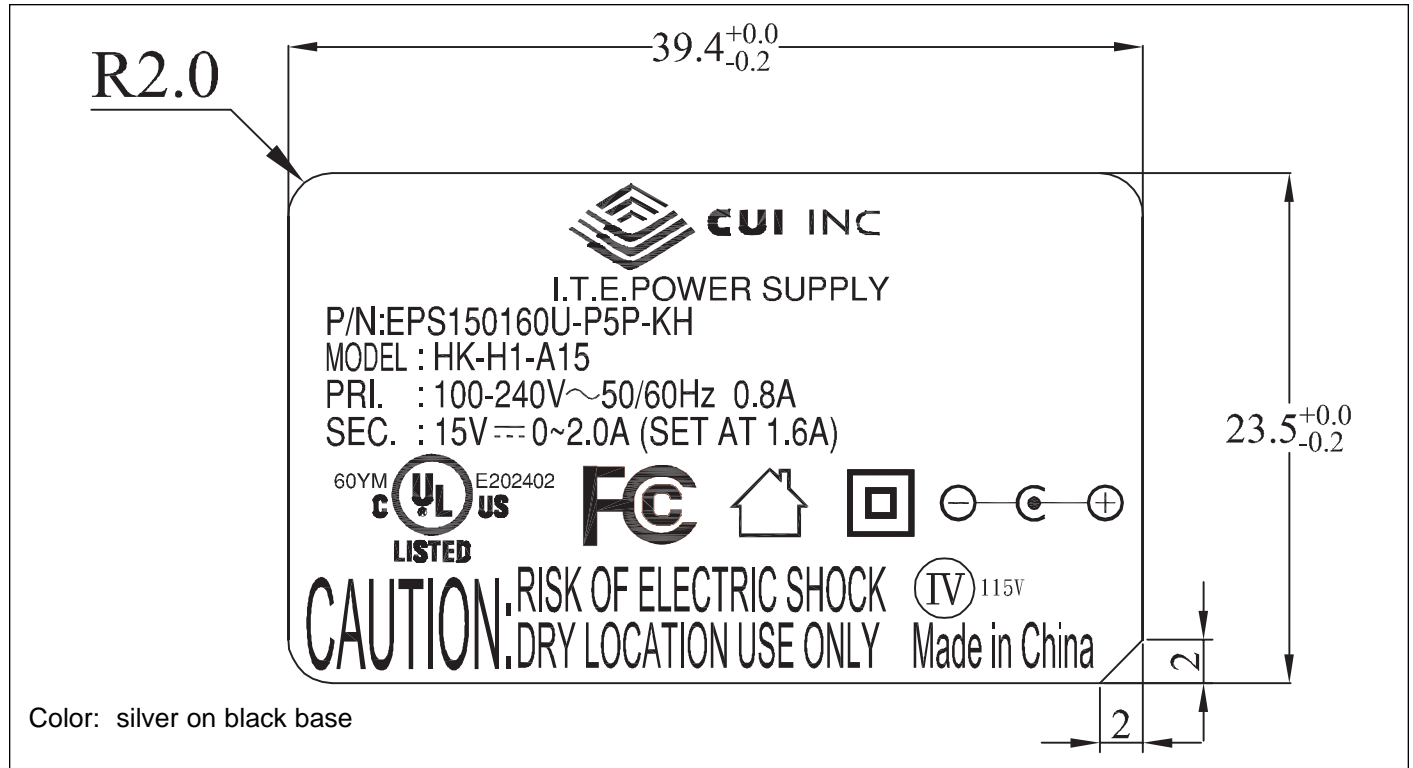 39.4 +0.0 -0.2
R2.0
CUI INC
I.T.E.POWER SUPPLY
P/N:EPS150160U-P5P-KH
MODEL : HK-H1-A15
PRI. : 100-240V～50/60Hz 0.8A
SEC. : 15V⎓0~2.0A (SET AT 1.6A)
23.5 +0.0 -0.2
60YM E202402
C UL ® US
LISTED
FC
CAUTION: RISK OF ELECTRIC SHOCK
DRY LOCATION USE ONLY
IV 115V
Made in China
2
2
Color: silver on black base